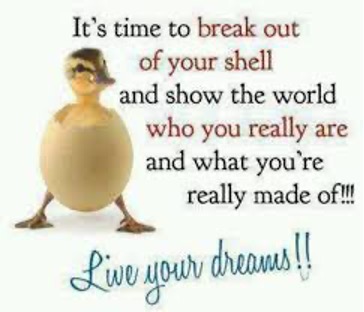 It's time to break out
of your shell
and show the world
who you really are
and what you're
really made of!!!
Live your dreams!!